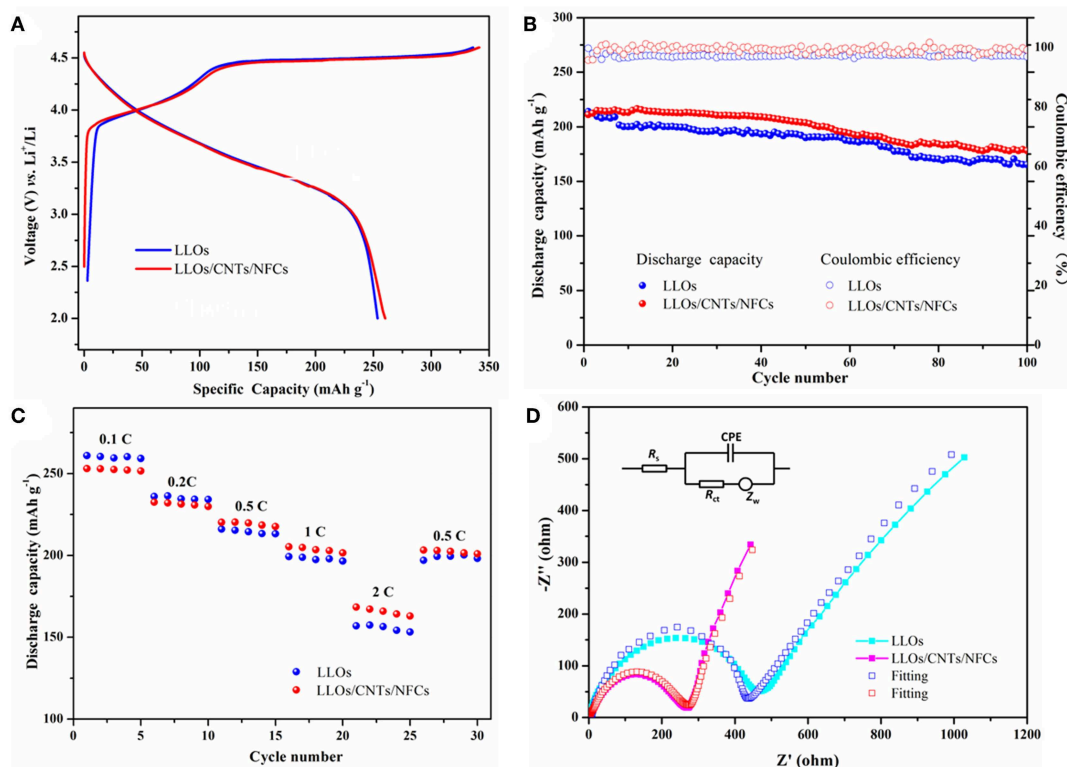 A
4.5
4.0
3.5
3.0
2.5
2.0
Voltage (V) vs. Li⁺/Li
LLOs
LLOs/CNTs/NFCs
0 50 100 150 200 250 300 350
Specific Capacity (mAh g⁻¹)
B
300
250
200
150
100
50
0
Discharge capacity (mAh g⁻¹)
100
80
60
40
20
0
Coulombic efficiency (%)
Discharge capacity Coulombic efficiency
LLOs LLOs
LLOs/CNTs/NFCs LLOs/CNTs/NFCs
0 20 40 60 80 100
Cycle number
C
250
200
150
100
Discharge capacity (mAh g⁻¹)
0.1 C
0.2C
0.5 C
1 C
2 C
0.5 C
LLOs
LLOs/CNTs/NFCs
0 5 10 15 20 25 30
Cycle number
D
600
500
400
300
200
100
0
-Z'' (ohm)
CPE
Rs
Rct Zw
LLOs
LLOs/CNTs/NFCs
Fitting
Fitting
0 200 400 600 800 1000 1200
Z' (ohm)